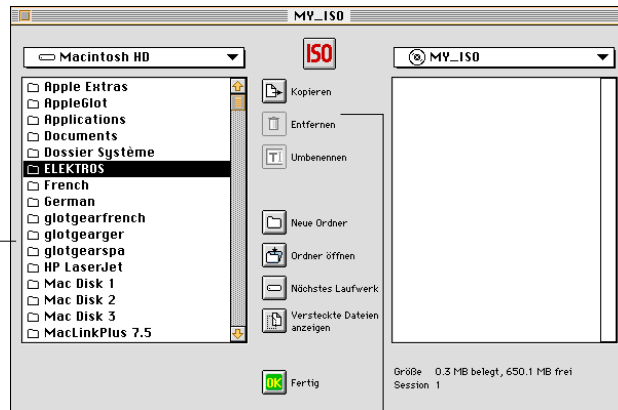 MY_ISO
Macintosh HD
ISO
MY_ISO
Apple Extras
AppleGlot
Applications
Documents
Dossier Système
ELEKTROS
French
German
glotgearfrench
glotgearger
glotgearspa
HP LaserJet
Mac Disk 1
Mac Disk 2
Mac Disk 3
MacLinkPlus 7.5
Kopieren
Entfernen
Umbenennen
Neue Ordner
Ordner öffnen
Nächstes Laufwerk
Versteckte Dateien
anzeigen
OK
Fertig
Größe 0.3 MB belegt, 650.1 MB frei
Session 1